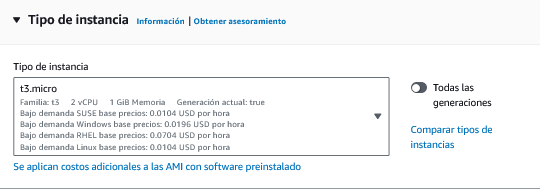 Tipo de instancia Información | Obtener asesoramiento
Tipo de instancia
t3.micro
Familia: t3 2 vCPU 1 GiB Memoria Generación actual: true
Bajo demanda SUSE base precios: 0.0104 USD por hora
Bajo demanda Windows base precios: 0.0196 USD por hora
Bajo demanda RHEL base precios: 0.0704 USD por hora
Bajo demanda Linux base precios: 0.0104 USD por hora
Todas las
generaciones
Comparar tipos de
instancias
Se aplican costos adicionales a las AMI con software preinstalado